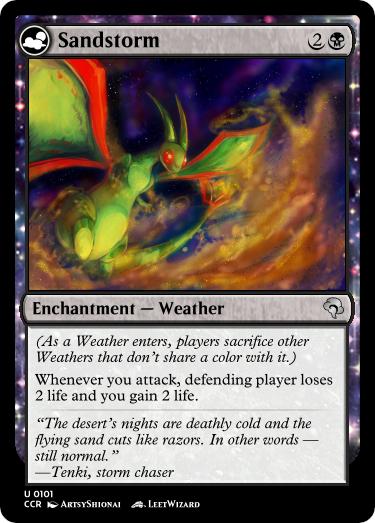 Sandstorm 2
Enchantment — Weather
(As a Weather enters, players sacrifice other
Weathers that don't share a color with it.)
Whenever you attack, defending player loses
2 life and you gain 2 life.
"The desert's nights are deathly cold and the
flying sand cuts like razors. In other words —
still normal."
—Tenki, storm chaser
U 0101
CCR ArtsyShionai LeetWizard